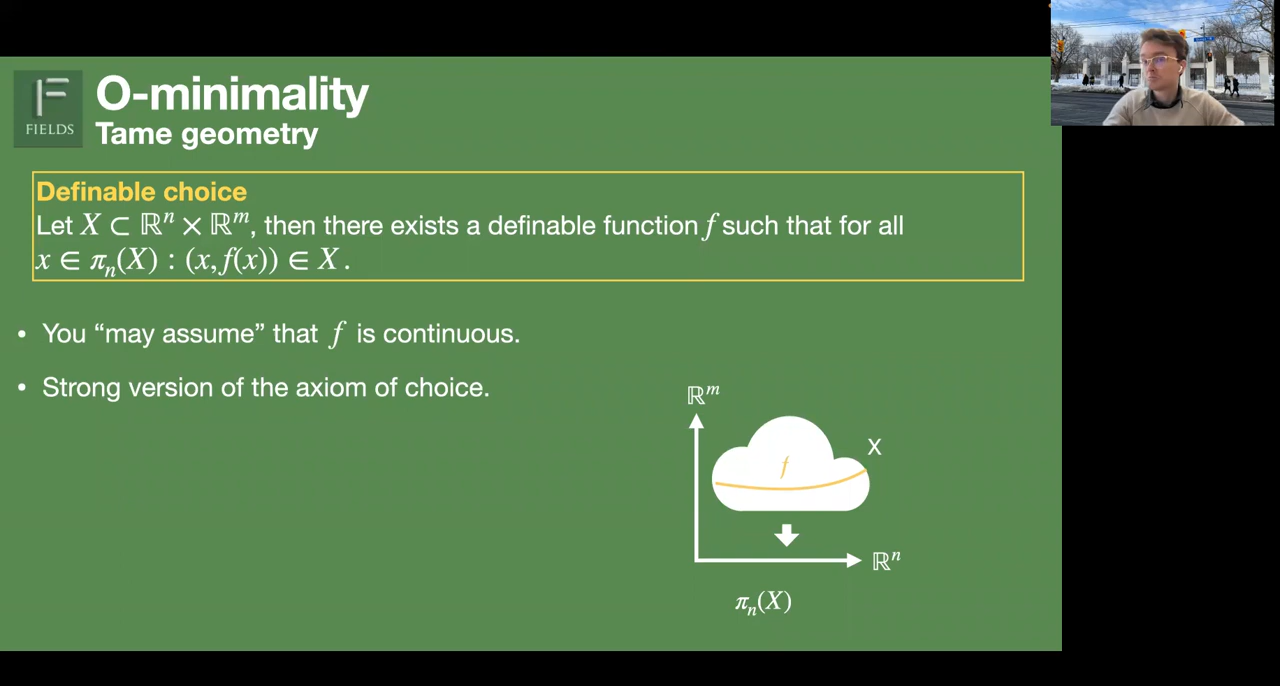 FIELDS
O-minimality
Tame geometry
Definable choice
Let X ⊂ ℝⁿ × ℝᵐ, then there exists a definable function f such that for all
x ∈ πₙ(X) : (x, f(x)) ∈ X .
• You “may assume” that f is continuous.
• Strong version of the axiom of choice.
ℝᵐ
X
f
ℝⁿ
πₙ(X)